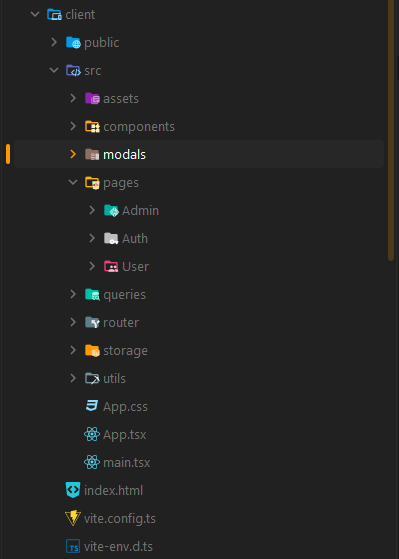 client
public
src
assets
components
modals
pages
Admin
Auth
User
queries
router
storage
utils
App.css
App.tsx
main.tsx
index.html
vite.config.ts
vite-env.d.ts